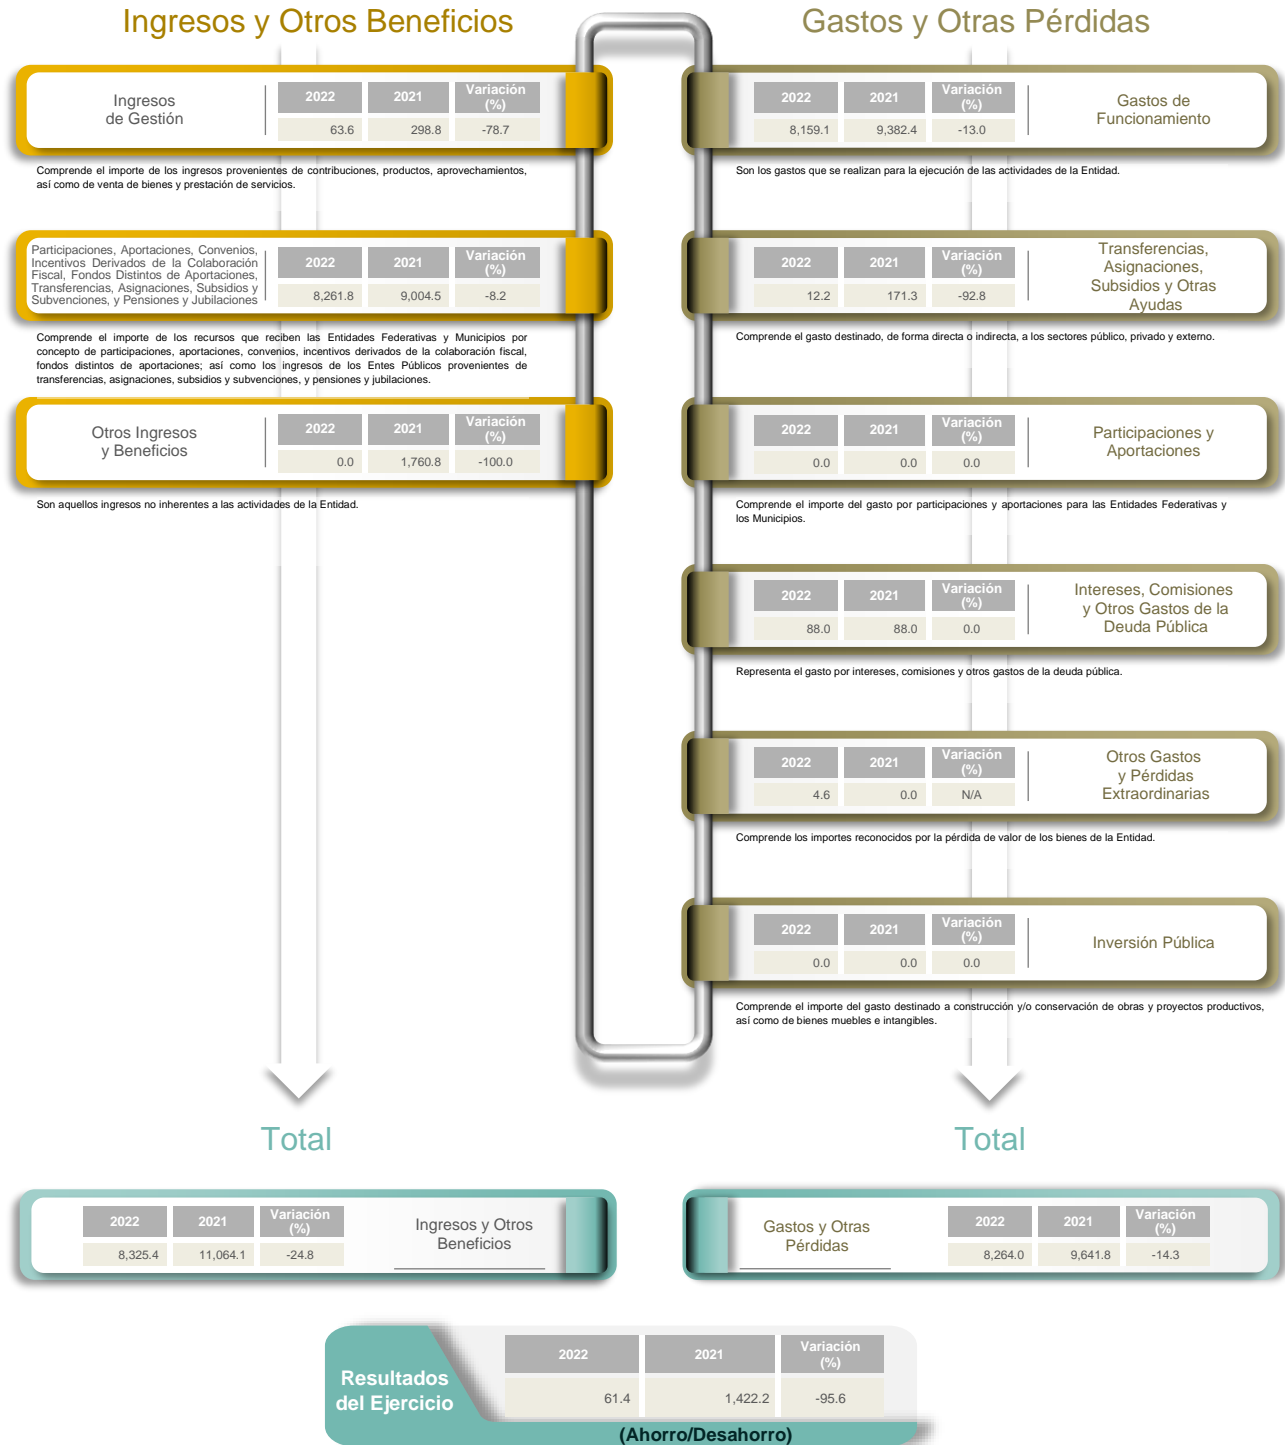 Ingresos y Otros Beneficios
Ingresos
de Gestión
2022 2021 Variación
(%)
63.6 298.8 -78.7
Comprende el importe de los ingresos provenientes de contribuciones, productos, aprovechamientos,
así como de venta de bienes y prestación de servicios.
Participaciones, Aportaciones, Convenios,
Incentivos Derivados de la Colaboración
Fiscal, Fondos Distintos de Aportaciones,
Transferencias, Asignaciones, Subsidios y
Subvenciones, y Pensiones y Jubilaciones
2022 2021 Variación
(%)
8,261.8 9,004.5 -8.2
Comprende el importe de los recursos que reciben las Entidades Federativas y Municipios por
concepto de participaciones, aportaciones, convenios, incentivos derivados de la colaboración fiscal,
fondos distintos de aportaciones; así como los ingresos de los Entes Públicos provenientes de
transferencias, asignaciones, subsidios y subvenciones, y pensiones y jubilaciones.
Otros Ingresos
y Beneficios
2022 2021 Variación
(%)
0.0 1,760.8 -100.0
Son aquellos ingresos no inherentes a las actividades de la Entidad.
Gastos y Otras Pérdidas
2022 2021 Variación
(%)
8,159.1 9,382.4 -13.0
Gastos de
Funcionamiento
Son los gastos que se realizan para la ejecución de las actividades de la Entidad.
2022 2021 Variación
(%)
12.2 171.3 -92.8
Transferencias,
Asignaciones,
Subsidios y Otras
Ayudas
Comprende el gasto destinado, de forma directa o indirecta, a los sectores público, privado y externo.
2022 2021 Variación
(%)
0.0 0.0 0.0
Participaciones y
Aportaciones
Comprende el importe del gasto por participaciones y aportaciones para las Entidades Federativas y
los Municipios.
2022 2021 Variación
(%)
88.0 88.0 0.0
Intereses, Comisiones
y Otros Gastos de la
Deuda Pública
Representa el gasto por intereses, comisiones y otros gastos de la deuda pública.
2022 2021 Variación
(%)
4.6 0.0 N/A
Otros Gastos
y Pérdidas
Extraordinarias
Comprende los importes reconocidos por la pérdida de valor de los bienes de la Entidad.
2022 2021 Variación
(%)
0.0 0.0 0.0
Inversión Pública
Comprende el importe del gasto destinado a construcción y/o conservación de obras y proyectos productivos,
así como de bienes muebles e intangibles.
Total
2022 2021 Variación
(%)
8,325.4 11,064.1 -24.8
Ingresos y Otros
Beneficios
Total
Gastos y Otras
Pérdidas
2022 2021 Variación
(%)
8,264.0 9,641.8 -14.3
Resultados
del Ejercicio
2022 2021 Variación
(%)
61.4 1,422.2 -95.6
(Ahorro/Desahorro)